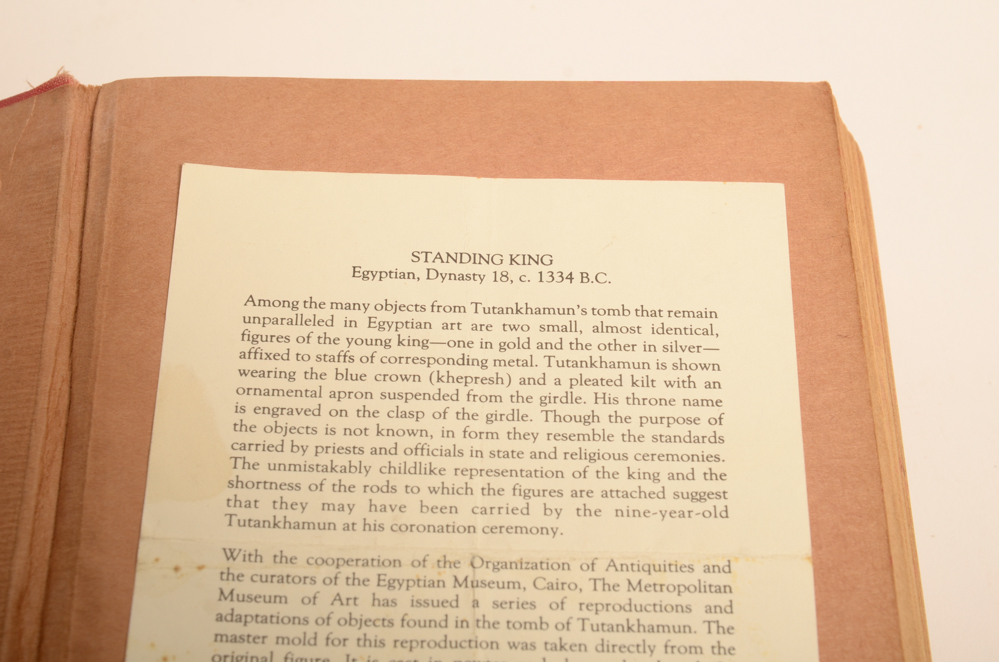 STANDING KING
Egyptian, Dynasty 18, c. 1334 B.C.
Among the many objects from Tutankhamun's tomb that remain
unparalleled in Egyptian art are two small, almost identical,
figures of the young king—one in gold and the other in silver—
affixed to staffs of corresponding metal. Tutankhamun is shown
wearing the blue crown (khepresh) and a pleated kilt with an
ornamental apron suspended from the girdle. His throne name
is engraved on the clasp of the girdle. Though the purpose of
the objects is not known, in form they resemble the standards
carried by priests and officials in state and religious ceremonies.
The unmistakably childlike representation of the king and the
shortness of the rods to which the figures are attached suggest
that they may have been carried by the nine-year-old
Tutankhamun at his coronation ceremony.
With the cooperation of the Organization of Antiquities and
the curators of the Egyptian Museum, Cairo, The Metropolitan
Museum of Art has issued a series of reproductions and
adaptations of objects found in the tomb of Tutankhamun. The
master mold for this reproduction was taken directly from the
original figure. It is cast in